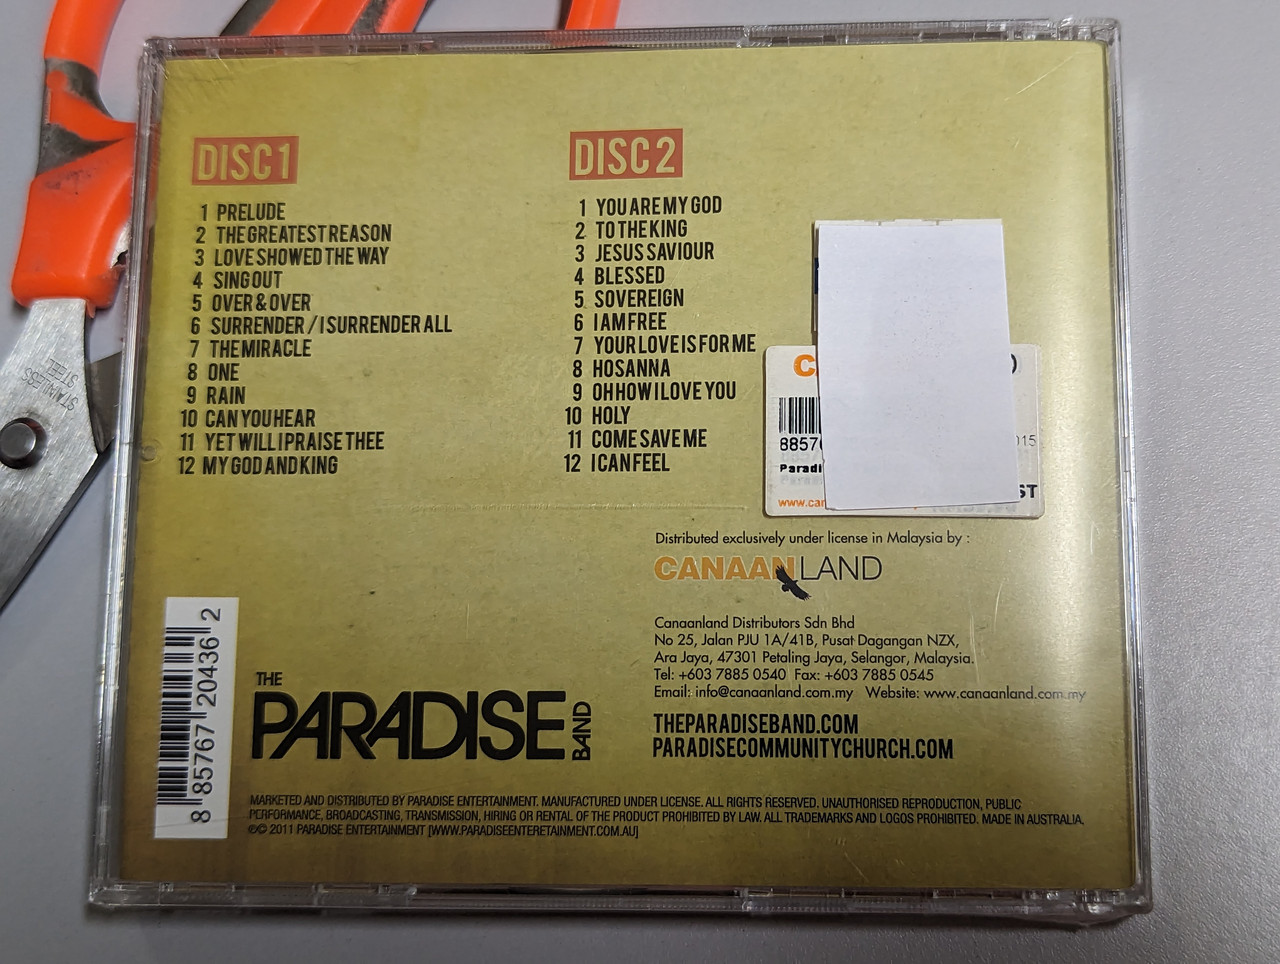 DISC 1
1 PRELUDE
2 THE GREATEST REASON
3 LOVE SHOWED THE WAY
4 SING OUT
5 OVER & OVER
6 SURRENDER / I SURRENDER ALL
7 THE MIRACLE
8 ONE
9 RAIN
10 CAN YOU HEAR
11 YET WILL I PRAISE THEE
12 MY GOD AND KING
DISC 2
1 YOU ARE MY GOD
2 TO THE KING
3 JESUS SAVIOUR
4 BLESSED
5 SOVEREIGN
6 I AM FREE
7 YOUR LOVE IS FOR ME
8 HOSANNA
9 OH HOW I LOVE YOU
10 HOLY
11 COME SAVE ME
12 I CAN FEEL
Distributed exclusively under license in Malaysia by :
CANAANLAND
Canaanland Distributors Sdn Bhd
No 25, Jalan PJU 1A/41B, Pusat Dagangan NZX,
Ara Jaya, 47301 Petaling Jaya, Selangor, Malaysia.
Tel: +603 7885 0540 Fax: +603 7885 0545
Email: info@canaanland.com.my Website: www.canaanland.com.my
THEPARADISEBAND.COM
PARADISECOMMUNITYCHURCH.COM
8 85767 20436 2
THE
PARADISE
BAND
MARKETED AND DISTRIBUTED BY PARADISE ENTERTAINMENT. MANUFACTURED UNDER LICENSE. ALL RIGHTS RESERVED. UNAUTHORISED REPRODUCTION, PUBLIC
PERFORMANCE, BROADCASTING, TRANSMISSION, HIRING OR RENTAL OF THE PRODUCT PROHIBITED BY LAW. ALL TRADEMARKS AND LOGOS PROHIBITED. MADE IN AUSTRALIA.
℗© 2011 PARADISE ENTERTAINMENT [WWW.PARADISEENTERETAINMENT.COM.AU]
STAINLESS
STEEL